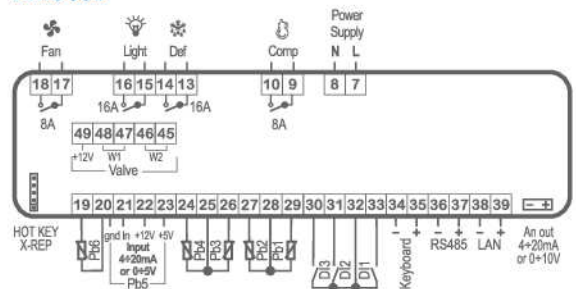 Fan
Light
Def
Comp
Power
Supply
N L
18 17
16 15 14 13
10 9
8 7
8A
16A
16A
8A
49 48 47 46 45
+12V W1 W2
Valve
19 20 21 22 23 24 25 26 27 28 29 30 31 32 33 34 35 36 37 38 39
HOT KEY
X-REP
Pb6
gnd In +12V +5V
Input
4÷20mA
or 0÷5V
Pb5
Pb4
Pb3
Pb2
Pb1
DI3
DI2
DI1
- + - + - +
Keyboard
RS485
LAN
- +
An out
4÷20mA
or 0÷10V